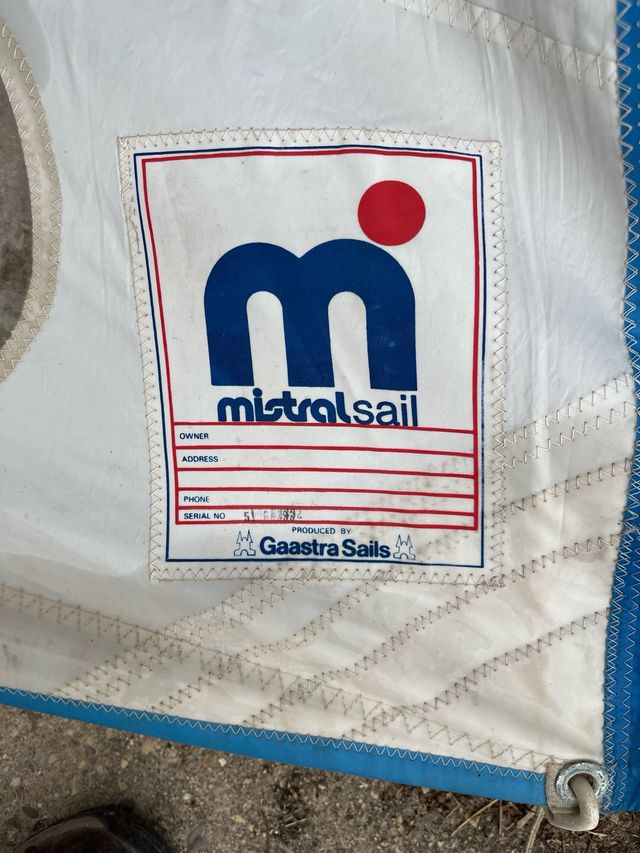 m
mistralsail
OWNER
ADDRESS
PHONE
SERIAL NO
PRODUCED BY
Gaastra Sails